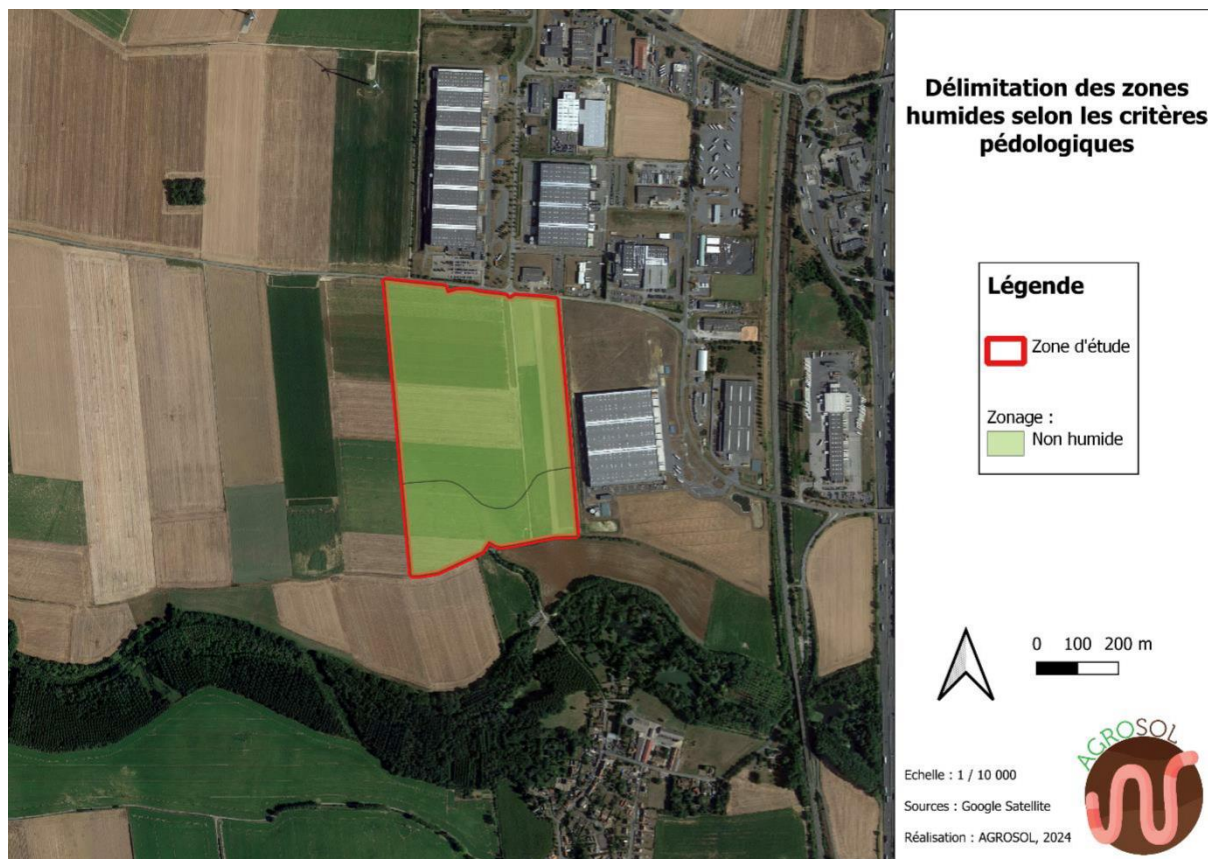 Délimitation des zones
humides selon les critères
pédologiques
Légende
Zone d'étude
Zonage :
Non humide
0 100 200 m
Echelle : 1 / 10 000
Sources : Google Satellite
Réalisation : AGROSOL, 2024
AGROSOL